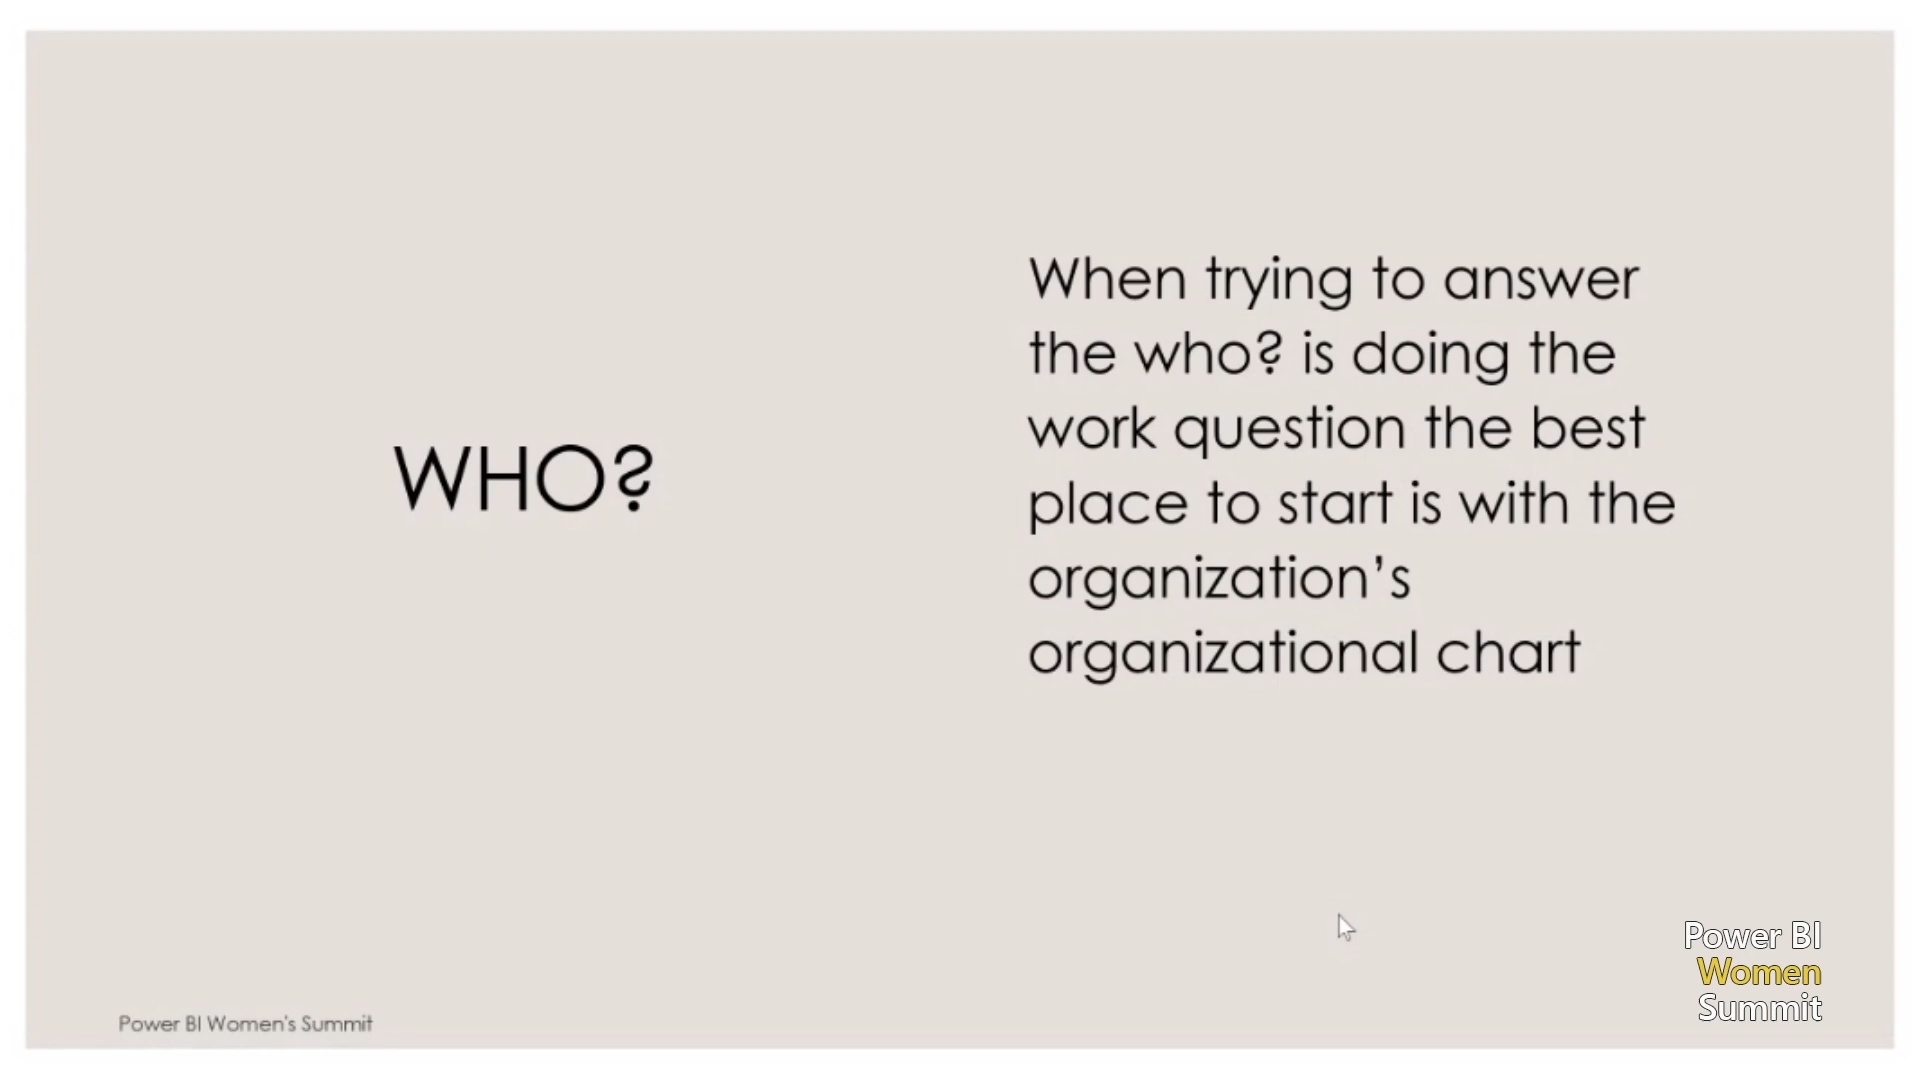 WHO?
When trying to answer
the who? is doing the
work question the best
place to start is with the
organization’s
organizational chart
Power BI Women's Summit
Power BI
Women
Summit